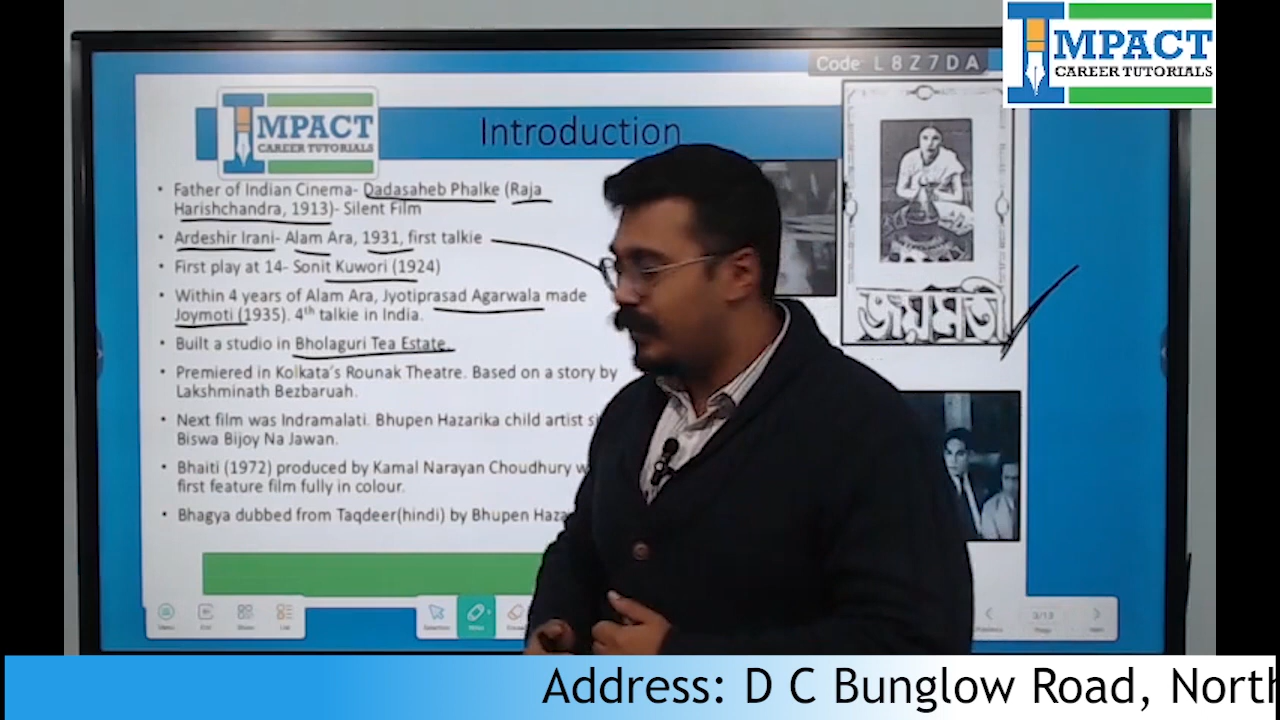 IMPACT
CAREER TUTORIALS
Code: L8Z7DA
IMPACT
CAREER TUTORIALS
Introduction
• Father of Indian Cinema- Dadasaheb Phalke (Raja
Harishchandra, 1913)- Silent Film
• Ardeshir Irani- Alam Ara, 1931, first talkie
• First play at 14- Sonit Kuwori (1924)
• Within 4 years of Alam Ara, Jyotiprasad Agarwala made
Joymoti (1935). 4th talkie in India.
• Built a studio in Bholaguri Tea Estate.
• Premiered in Kolkata's Rounak Theatre. Based on a story by
Lakshminath Bezbaruah.
• Next film was Indramalati. Bhupen Hazarika child artist
Biswa Bijoy Na Jawan.
• Bhaiti (1972) produced by Kamal Narayan Choudhury
first feature film fully in colour.
• Bhagya dubbed from Taqdeer(hindi) by Bhupen
জয়মতী
3/13
Address: D C Bunglow Road, North